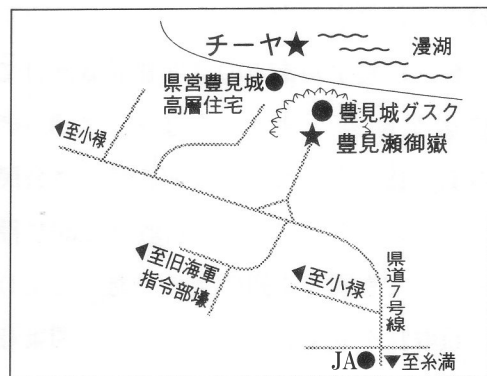 チーヤ★
漫湖
県営豊見城●
高層住宅
●豊見城グスク
★豊見瀬御嶽
◀至小禄
◀至旧海軍
指令部壕
◀至小禄
県道7号線
JA● ▼至糸満